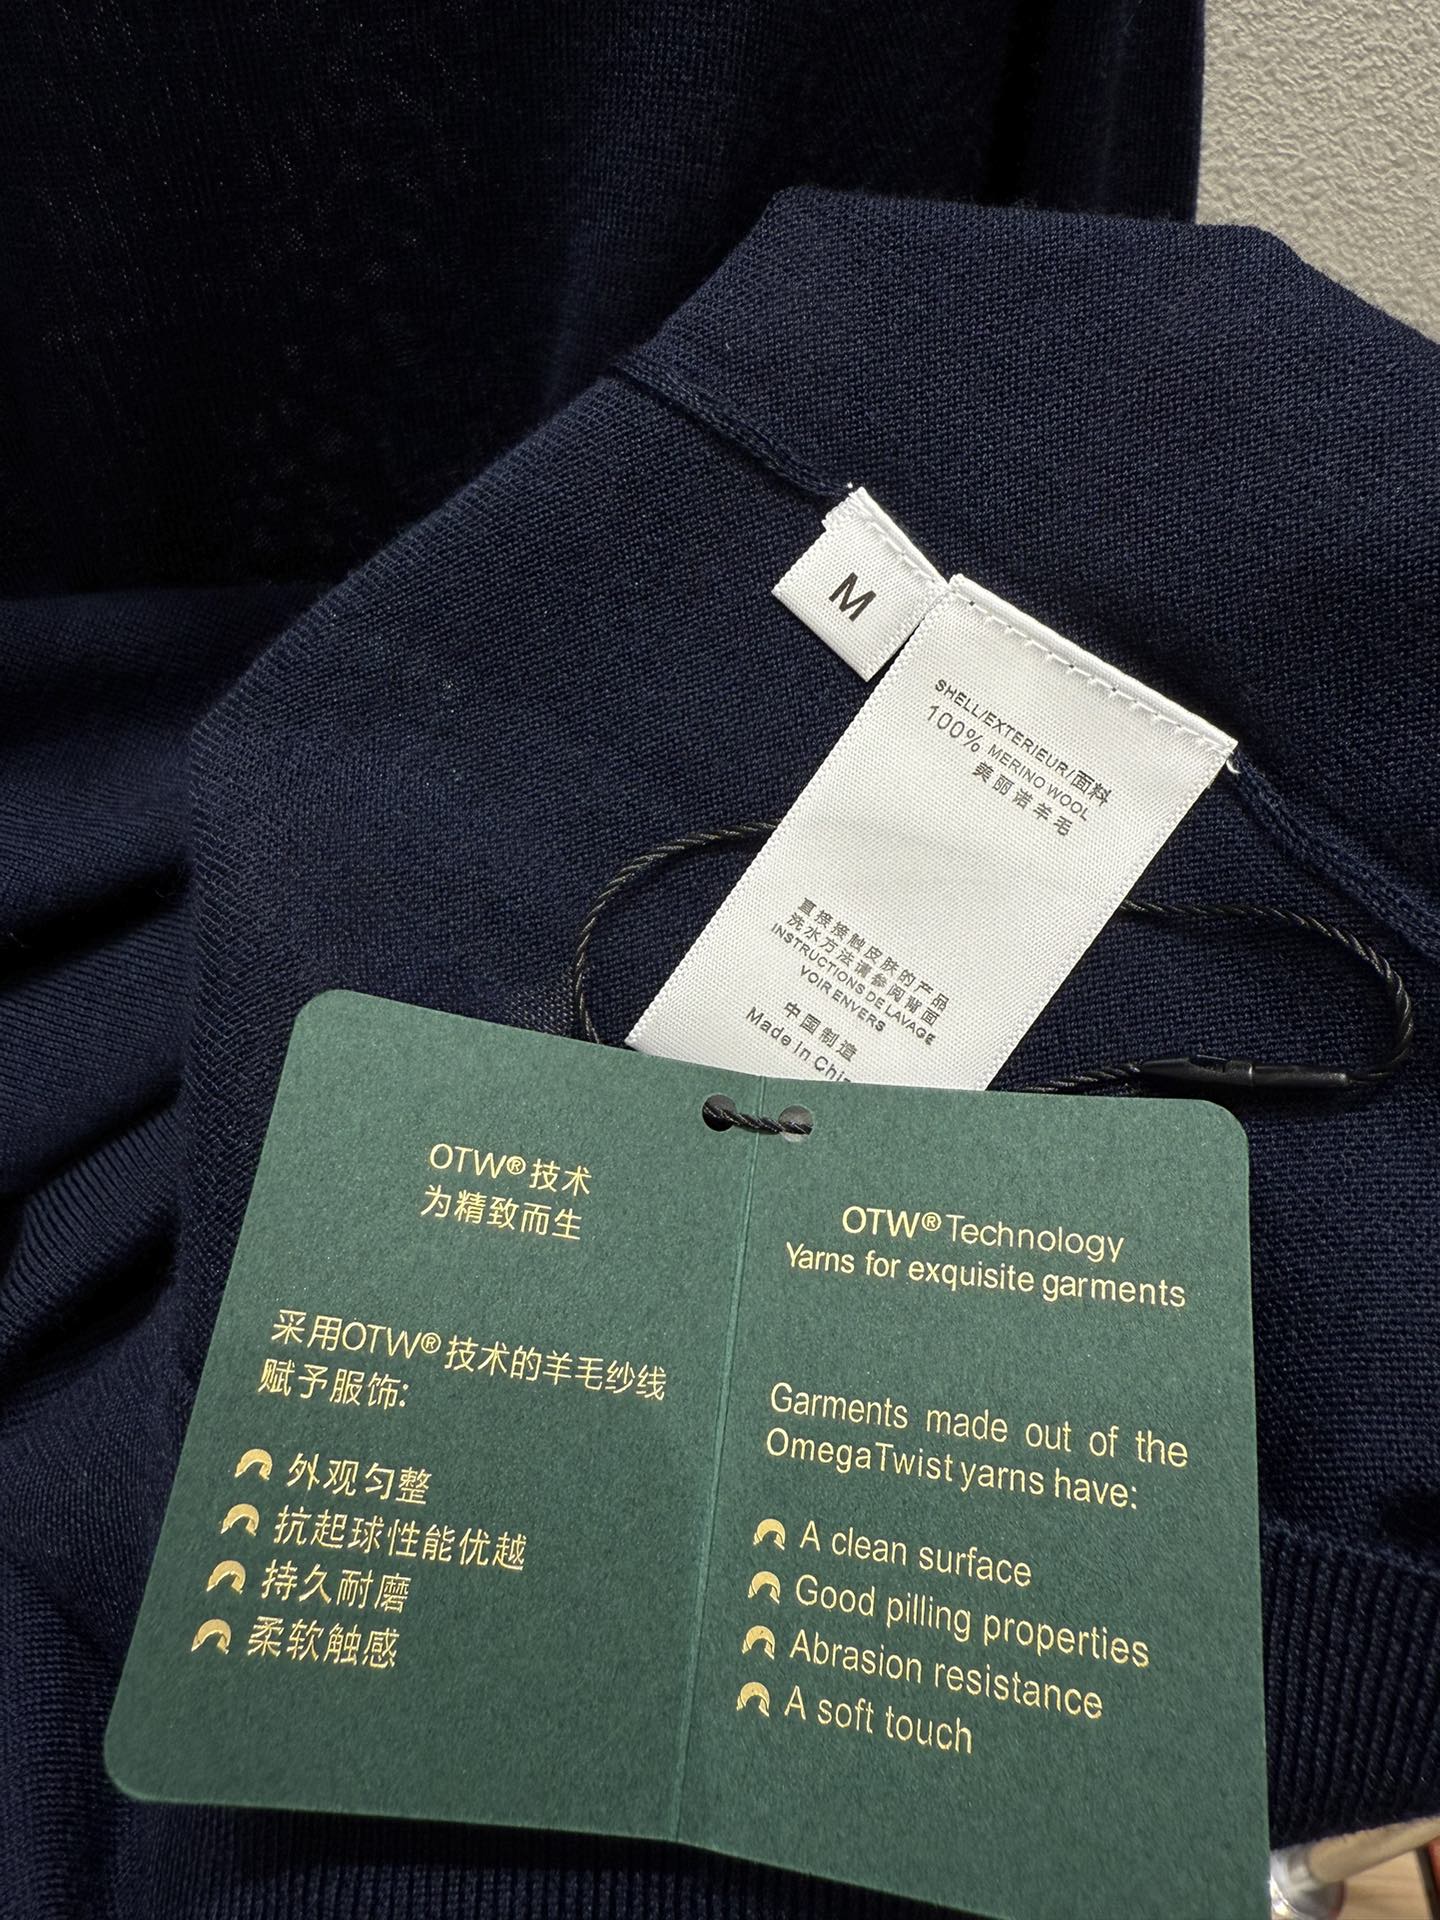 M
SHELL/EXTERIEUR/面料
100% MERINO WOOL
美丽诺羊毛
直接接触皮肤的产品
洗水方法请参阅背面
INSTRUCTIONS DE LAVAGE
VOIR ENVERS
中国制造
Made In
OTW®技术
为精致而生
采用OTW®技术的羊毛纱线
赋予服饰:
外观匀整
抗起球性能优越
持久耐磨
柔软触感
OTW® Technology
Yarns for exquisite garments
Garments made out of the
OmegaTwist yarns have:
A clean surface
Good pilling properties
Abrasion resistance
A soft touch